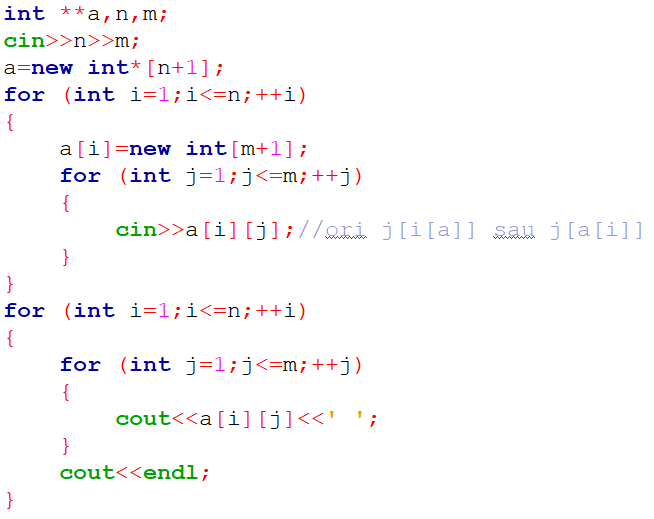 int **a,n,m;
cin>>n>>m;
a=new int*[n+1];
for (int i=1;i<=n;++i)
{
    a[i]=new int[m+1];
    for (int j=1;j<=m;++j)
    {
        cin>>a[i][j];//ori j[i[a]] sau j[a[i]]
    }
}
for (int i=1;i<=n;++i)
{
    for (int j=1;j<=m;++j)
    {
        cout<<a[i][j]<<' ';
    }
    cout<<endl;
}